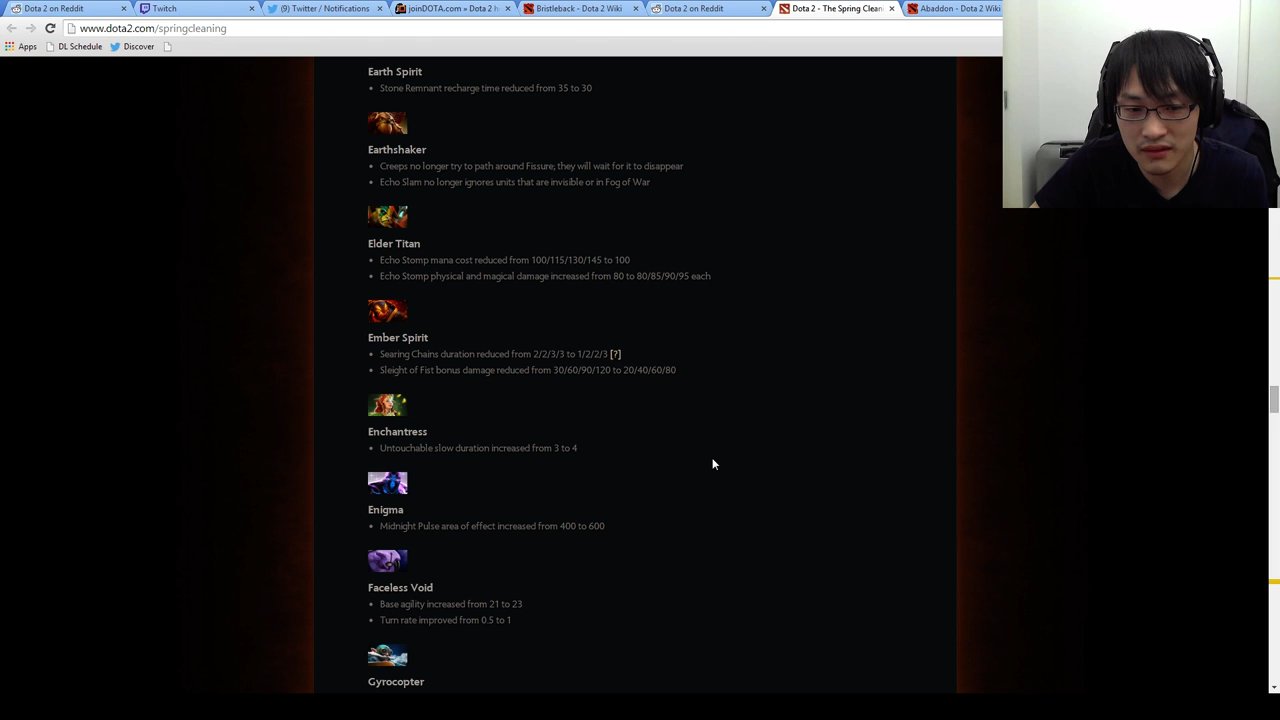 Dota 2 on Reddit
Twitch
(9) Twitter / Notifications
joinDOTA.com » Dota 2 h
Bristleback - Dota 2 Wiki
Dota 2 on Reddit
Dota 2 - The Spring Clean
Abaddon - Dota 2 Wiki
www.dota2.com/springcleaning
Apps
DL Schedule
Discover
Earth Spirit
• Stone Remnant recharge time reduced from 35 to 30
Earthshaker
• Creeps no longer try to path around Fissure; they will wait for it to disappear
• Echo Slam no longer ignores units that are invisible or in Fog of War
Elder Titan
• Echo Stomp mana cost reduced from 100/115/130/145 to 100
• Echo Stomp physical and magical damage increased from 80 to 80/85/90/95 each
Ember Spirit
• Searing Chains duration reduced from 2/2/3/3 to 1/2/2/3 [?]
• Sleight of Fist bonus damage reduced from 30/60/90/120 to 20/40/60/80
Enchantress
• Untouchable slow duration increased from 3 to 4
Enigma
• Midnight Pulse area of effect increased from 400 to 600
Faceless Void
• Base agility increased from 21 to 23
• Turn rate improved from 0.5 to 1
Gyrocopter